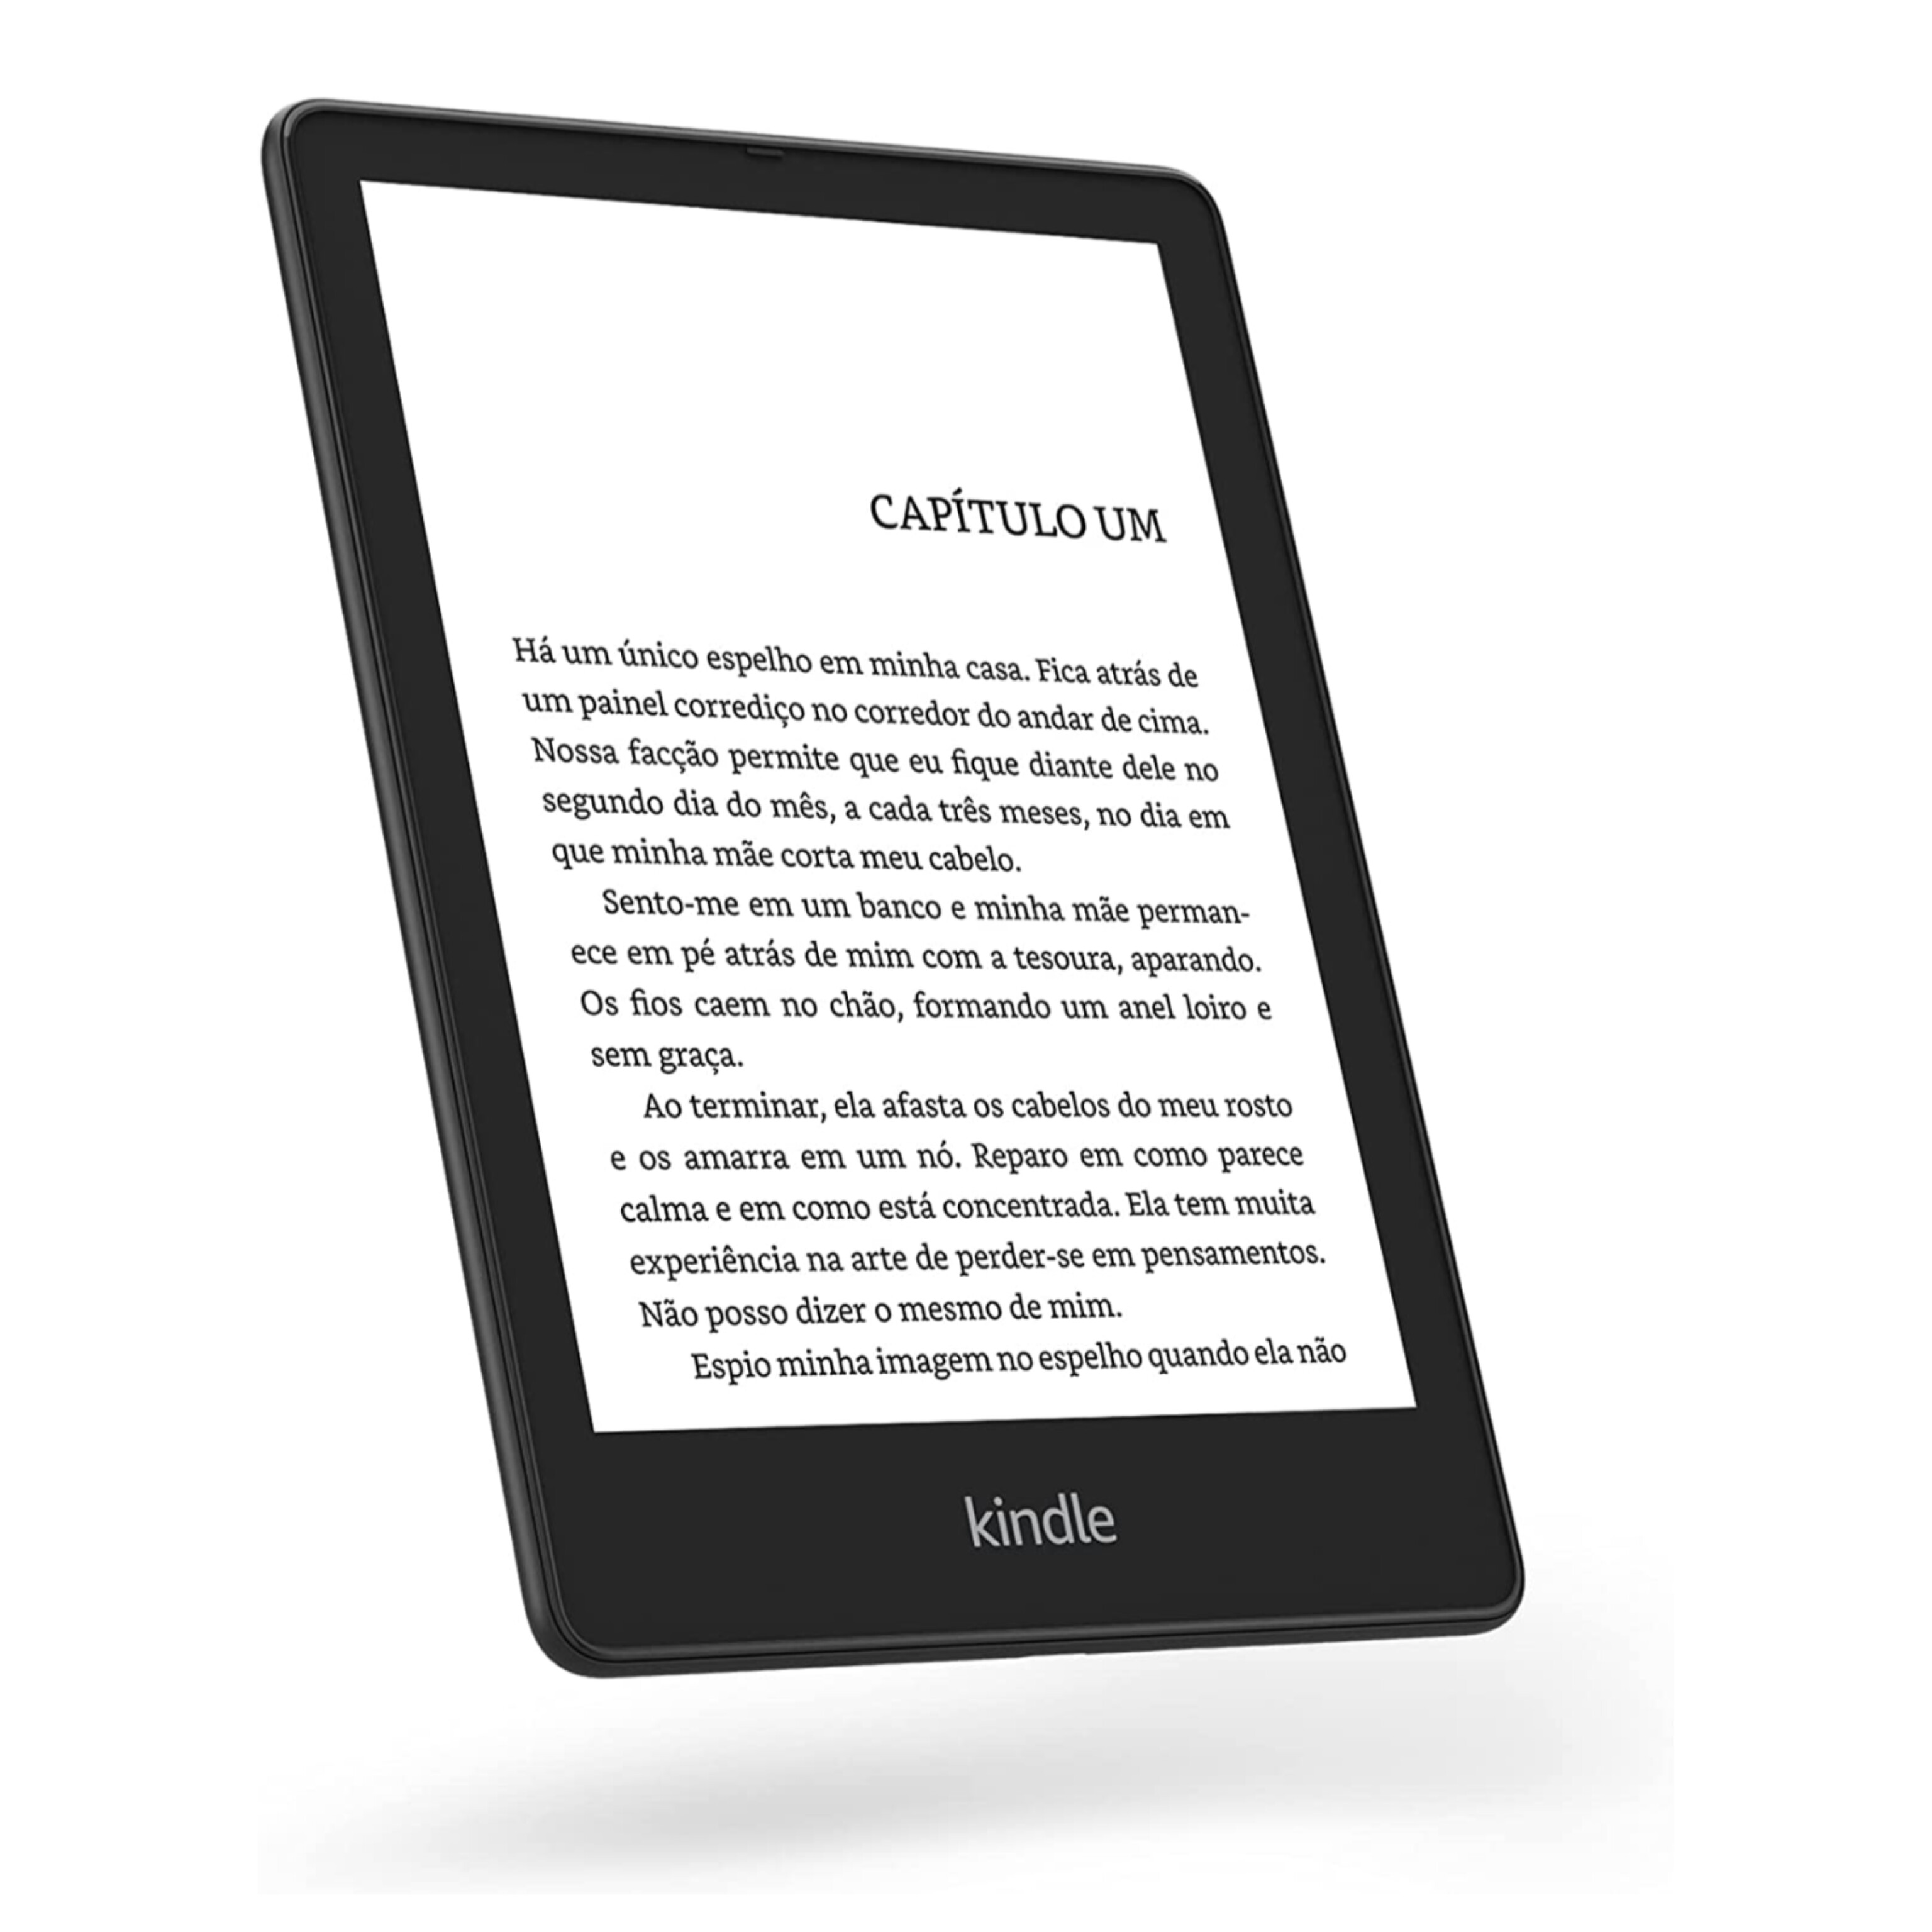 CAPÍTULO UM
Há um único espelho em minha casa. Fica atrás de
um painel corrediço no corredor do andar de cima.
Nossa facção permite que eu fique diante dele no
segundo dia do mês, a cada três meses, no dia em
que minha mãe corta meu cabelo.
Sento-me em um banco e minha mãe perman-
ece em pé atrás de mim com a tesoura, aparando.
Os fios caem no chão, formando um anel loiro e
sem graça.
Ao terminar, ela afasta os cabelos do meu rosto
e os amarra em um nó. Reparo em como parece
calma e em como está concentrada. Ela tem muita
experiência na arte de perder-se em pensamentos.
Não posso dizer o mesmo de mim.
Espio minha imagem no espelho quando ela não
kindle